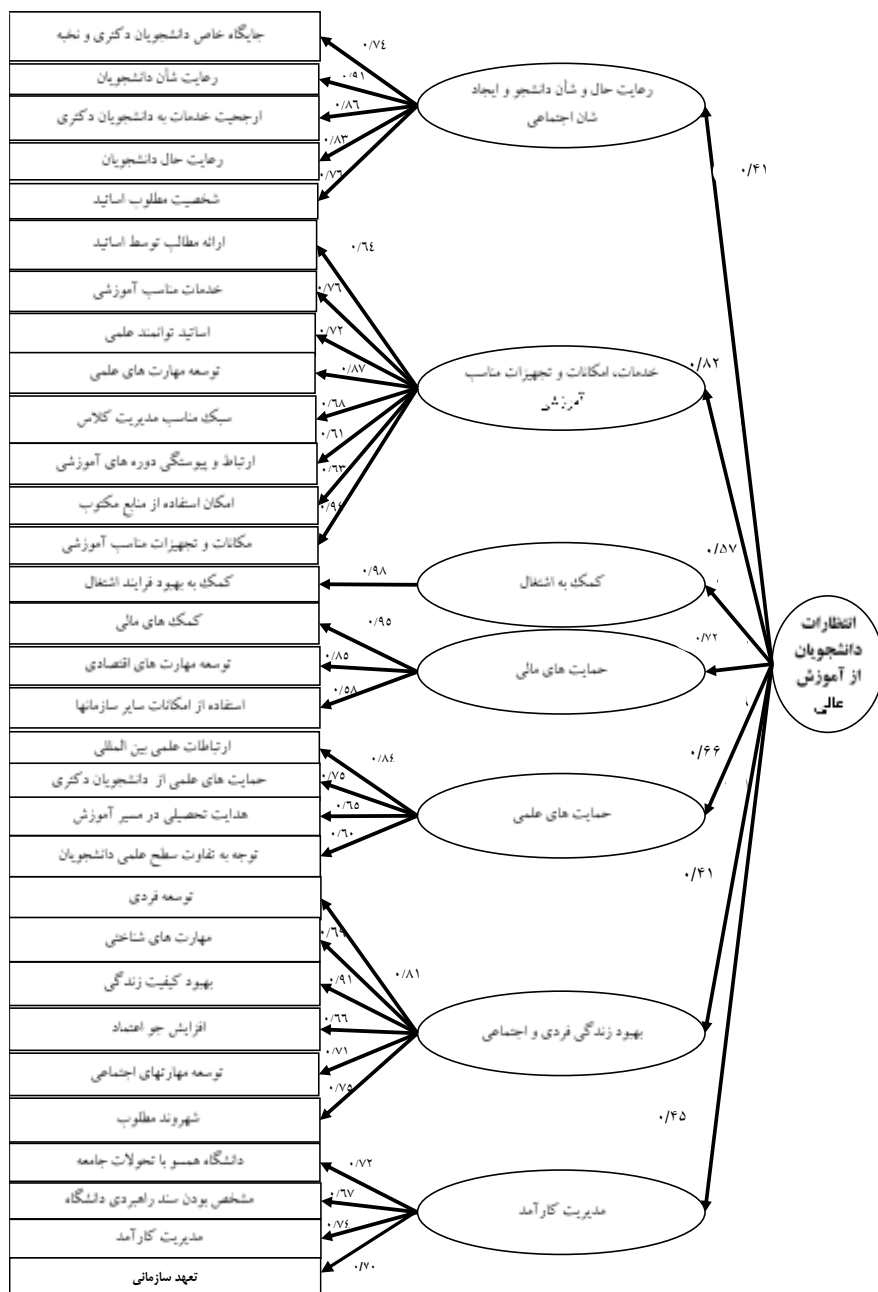 انتظارات
دانشجویان
از آموزش
عالی
۰/۴۱
۰/۸۲
۰/۵۷
۰/۷۲
۰/۶۶
۰/۴۱
۰/۴۵
رعایت حال و شأن دانشجو و ایجاد
شان اجتماعی
۰/۷٤
جایگاه خاص دانشجویان دکتری و نخبه
۰/۹۱
رعایت شأن دانشجویان
۰/۸٦
ارجحیت خدمات به دانشجویان دکتری
۰/۸۳
رعایت حال دانشجویان
۰/۷٦
شخصیت مطلوب اساتید
خدمات، امکانات و تجهیزات مناسب
آموزشی
۰/٦٤
ارائه مطالب توسط اساتید
۰/۷٦
خدمات مناسب آموزشی
۰/۷۲
اساتید توانمند علمی
۰/۸۷
توسعه مهارت های علمی
۰/٦۸
سبک مناسب مدیریت کلاس
۰/٦۱
ارتباط و پیوستگی دوره های آموزشی
۰/٦۳
امکان استفاده از منابع مکتوب
۰/۹٤
مکانات و تجهیزات مناسب آموزشی
کمک به اشتغال
۰/۹۸
کمک به بهبود فرایند اشتغال
حمایت های مالی
۰/۹٥
کمک های مالی
۰/۸٥
توسعه مهارت های اقتصادی
۰/٥۸
استفاده از امکانات سایر سازمانها
حمایت های علمی
۰/۸٤
ارتباطات علمی بین المللی
۰/۷٥
حمایت های علمی از دانشجویان دکتری
۰/٦٥
هدایت تحصیلی در مسیر آموزش
۰/٦۰
توجه به تفاوت سطح علمی دانشجویان
بهبود زندگی فردی و اجتماعی
۰/۸۱
توسعه فردی
۰/٦۹
مهارت های شناختی
۰/۹۱
بهبود کیفیت زندگی
۰/٦٦
افزایش جو اعتماد
۰/۷۱
توسعه مهارتهای اجتماعی
۰/۷٥
شهروند مطلوب
مدیریت کارآمد
۰/۷۲
دانشگاه همسو با تحولات جامعه
۰/٦۷
مشخص بودن سند راهبردی دانشگاه
۰/۷٤
مدیریت کارآمد
۰/۷۰
تعهد سازمانی